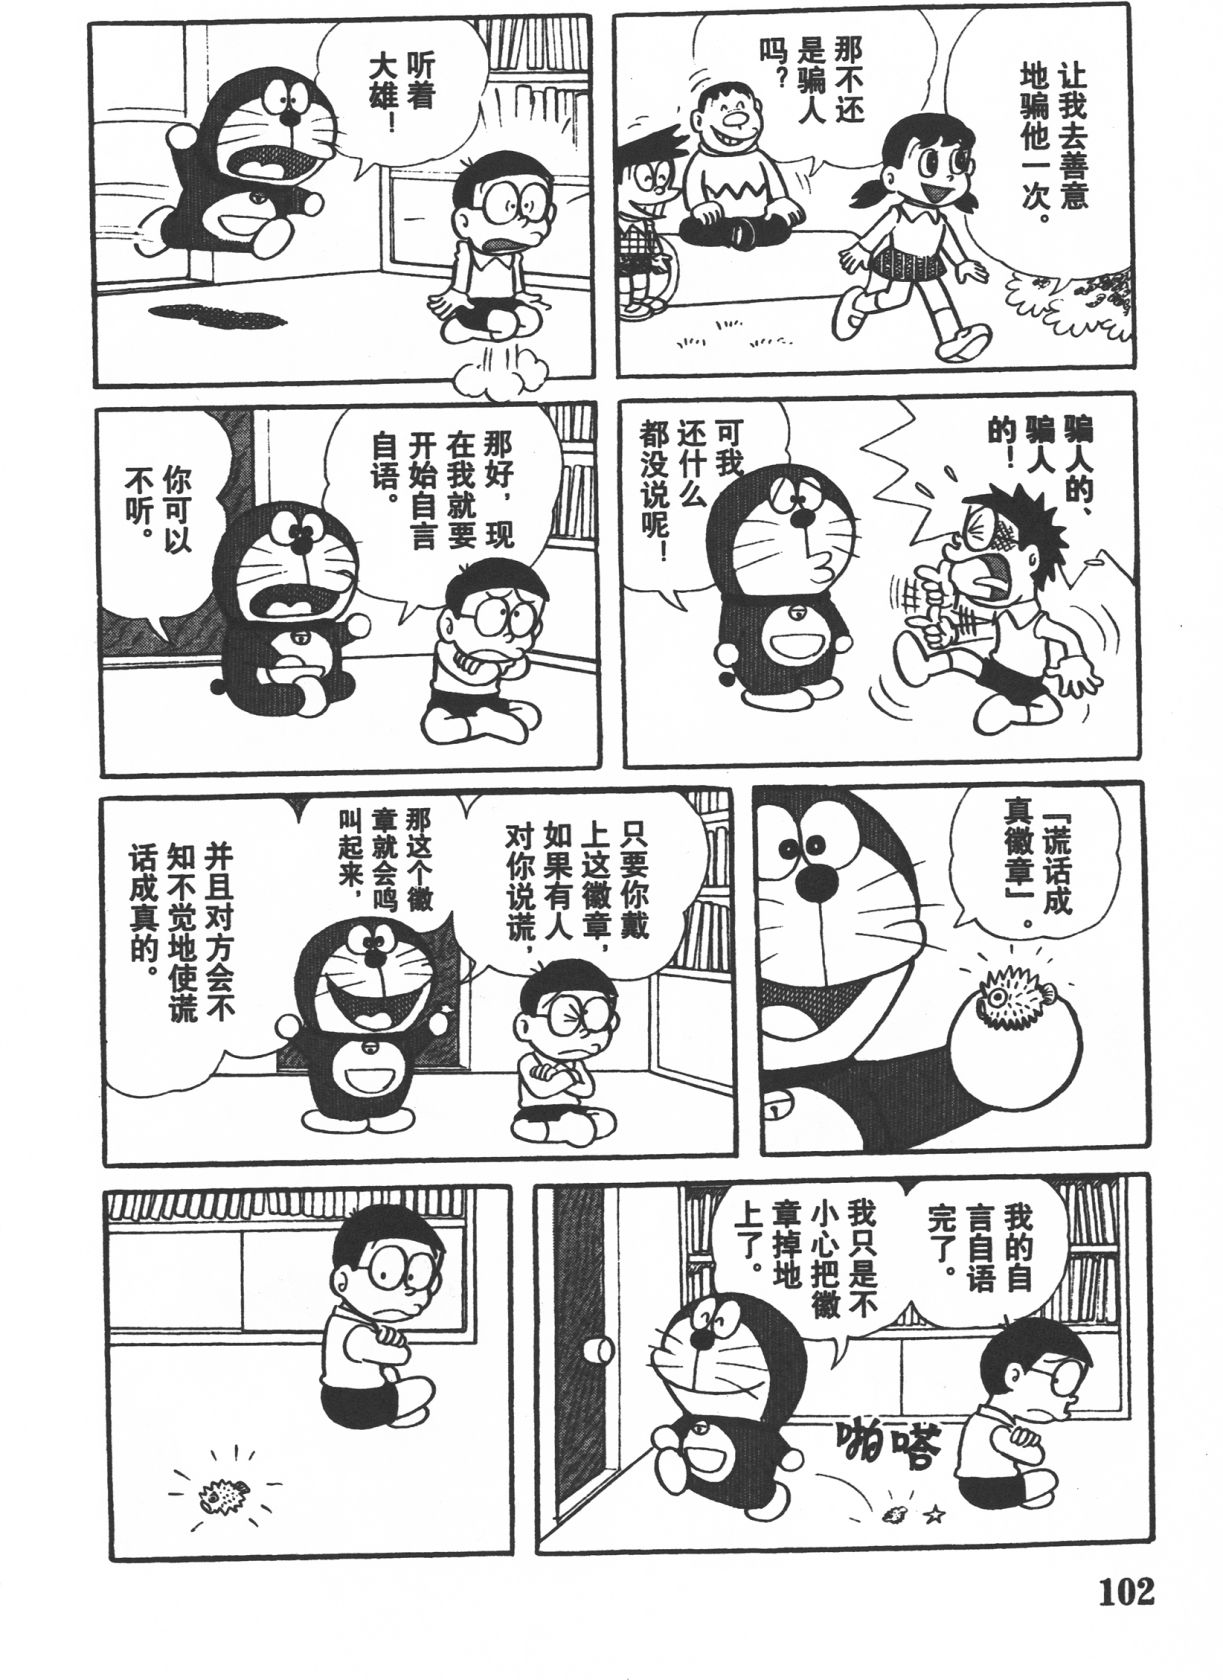 让我去善意
地骗他一次。
那不还
是骗人
吗？
听着
大雄！
骗人的、
骗人
的！
可我
还什么
都没说呢！
那好，现
在我就要
开始自言
自语。
你可以
不听。
『谎话成
真徽章』。
只要你戴
上这徽章，
如果有人
对你说谎，
那这个徽
章就会鸣
叫起来，
并且对方会不
知不觉地使谎
话成真的。
我的自
言自语
完了。
我只是不
小心把徽
章掉地
上了。
啪嗒
102